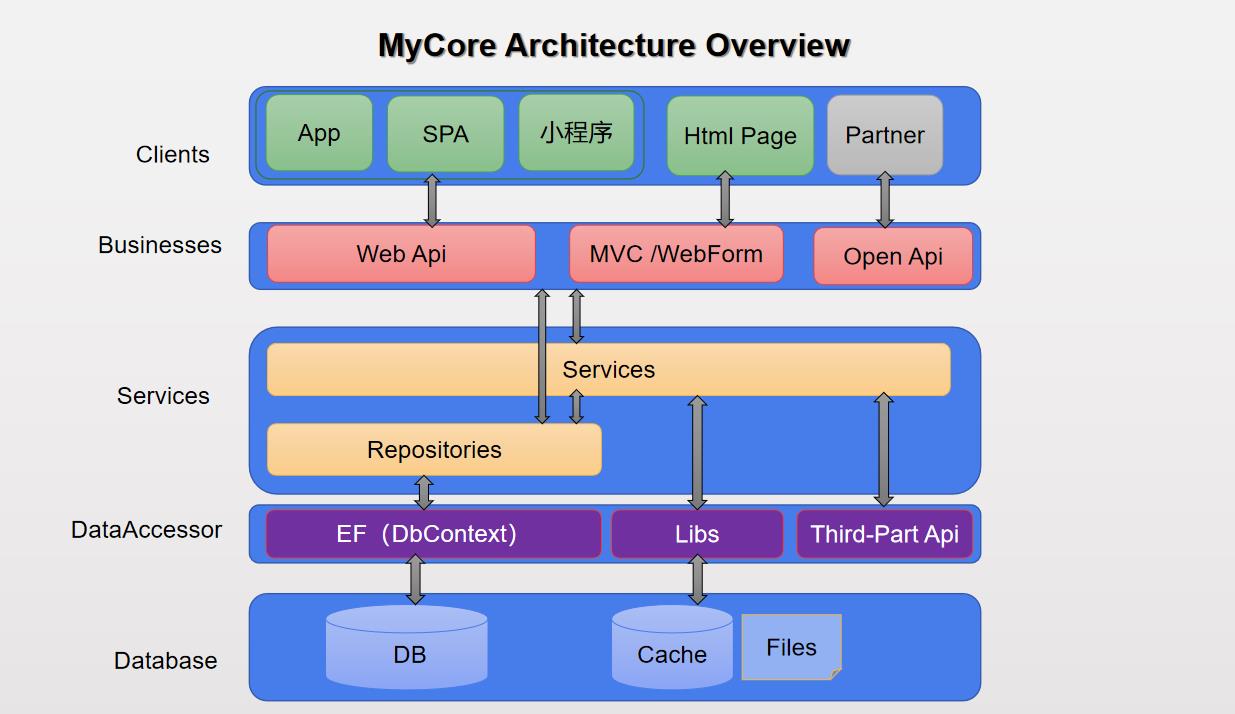 MyCore Architecture Overview
Clients
App
SPA
小程序
Html Page
Partner
Businesses
Web Api
MVC /WebForm
Open Api
Services
Services
Repositories
DataAccessor
EF（DbContext）
Libs
Third-Part Api
Database
DB
Cache
Files